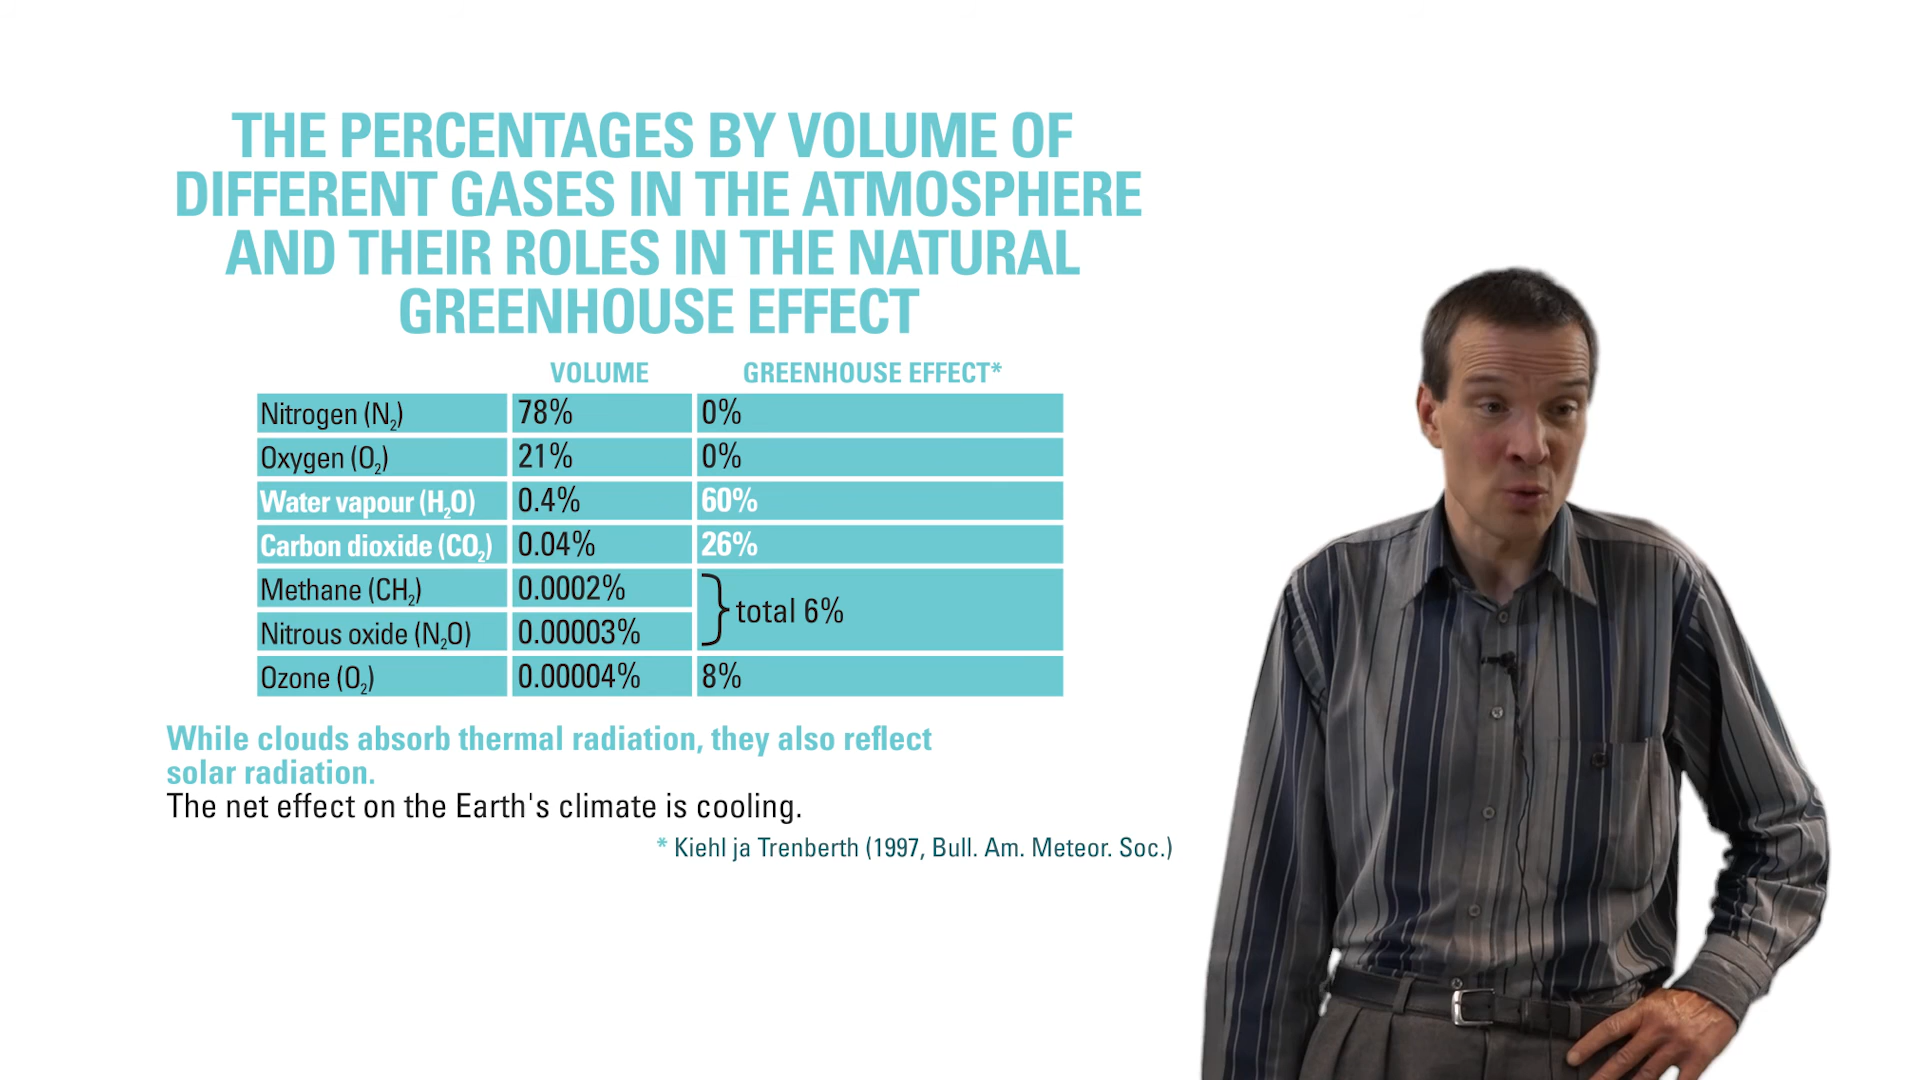 THE PERCENTAGES BY VOLUME OF
DIFFERENT GASES IN THE ATMOSPHERE
AND THEIR ROLES IN THE NATURAL
GREENHOUSE EFFECT
VOLUME GREENHOUSE EFFECT*
Nitrogen (N₂) 78% 0%
Oxygen (O₂) 21% 0%
Water vapour (H₂O) 0.4% 60%
Carbon dioxide (CO₂) 0.04% 26%
Methane (CH₂) 0.0002%
total 6%
Nitrous oxide (N₂O) 0.00003%
Ozone (O₂) 0.00004% 8%
While clouds absorb thermal radiation, they also reflect
solar radiation.
The net effect on the Earth's climate is cooling.
* Kiehl ja Trenberth (1997, Bull. Am. Meteor. Soc.)